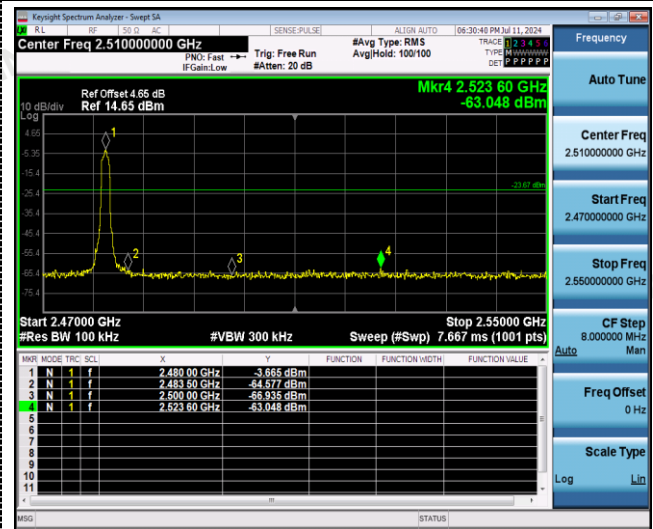 Keysight Spectrum Analyzer - Swept SA
RL RF 50 Ω AC SENSE:PULSE ALIGN AUTO 06:30:40 PM Jul 11, 2024
Center Freq 2.510000000 GHz
PNO: Fast
IFGain:Low
Trig: Free Run
#Atten: 20 dB
#Avg Type: RMS
Avg|Hold: 100/100
TRACE 1 2 3 4 5 6
TYPE M WWWWW
DET P P P P P P
Mkr4 2.523 60 GHz
-63.048 dBm
Ref Offset 4.65 dB
10 dB/div Ref 14.65 dBm
Log
4.65
-5.35
-15.4
-25.4
-35.4
-45.4
-55.4
-65.4
-75.4
1
2
3
4
-23.67 dBm
Start 2.47000 GHz Stop 2.55000 GHz
#Res BW 100 kHz #VBW 300 kHz Sweep (#Swp) 7.667 ms (1001 pts)
MKR MODE TRC SCL X Y FUNCTION FUNCTION WIDTH FUNCTION VALUE
1 N 1 f 2.480 00 GHz -3.665 dBm
2 N 1 f 2.483 50 GHz -64.577 dBm
3 N 1 f 2.500 00 GHz -66.935 dBm
4 N 1 f 2.523 60 GHz -63.048 dBm
5
6
7
8
9
10
11
MSG STATUS
Frequency
Auto Tune
Center Freq
2.510000000 GHz
Start Freq
2.470000000 GHz
Stop Freq
2.550000000 GHz
CF Step
8.000000 MHz
Auto Man
Freq Offset
0 Hz
Scale Type
Log Lin